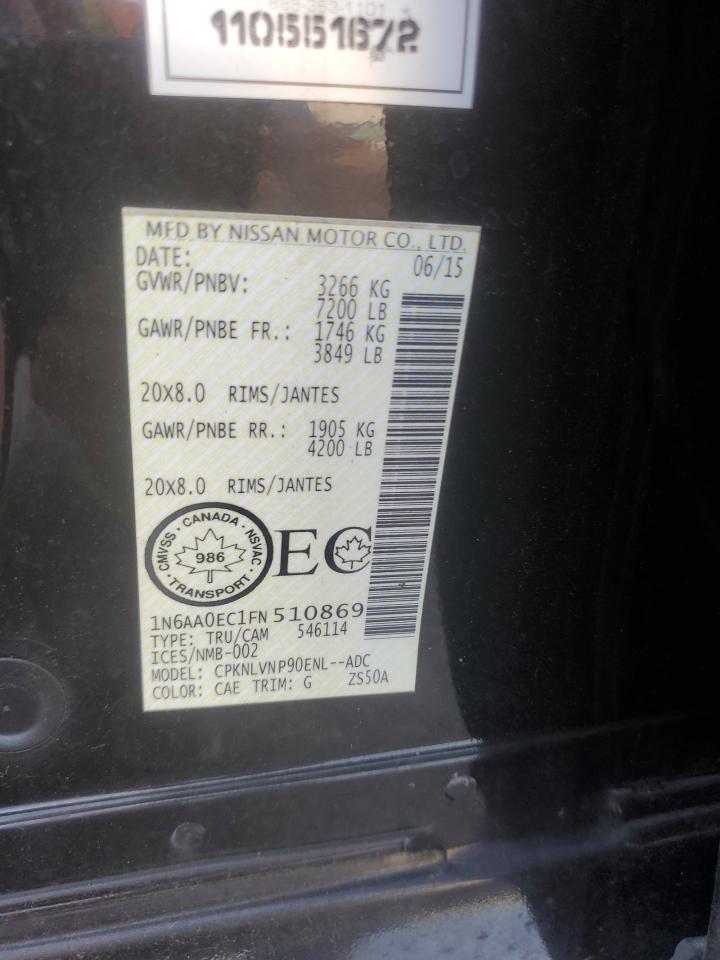 110551672
MFD BY NISSAN MOTOR CO., LTD.
DATE: 06/15
GVWR/PNBV: 3266 KG
7200 LB
GAWR/PNBE FR.: 1746 KG
3849 LB
20X8.0 RIMS/JANTES
GAWR/PNBE RR.: 1905 KG
4200 LB
20X8.0 RIMS/JANTES
CMVSS · CANADA · NSVAC · TRANSPORT ·
986
EC
1N6AA0EC1FN510869
TYPE: TRU/CAM 546114
ICES/NMB-002
MODEL: CPKNLVNP90ENL--ADC
COLOR: CAE TRIM: G ZS50A